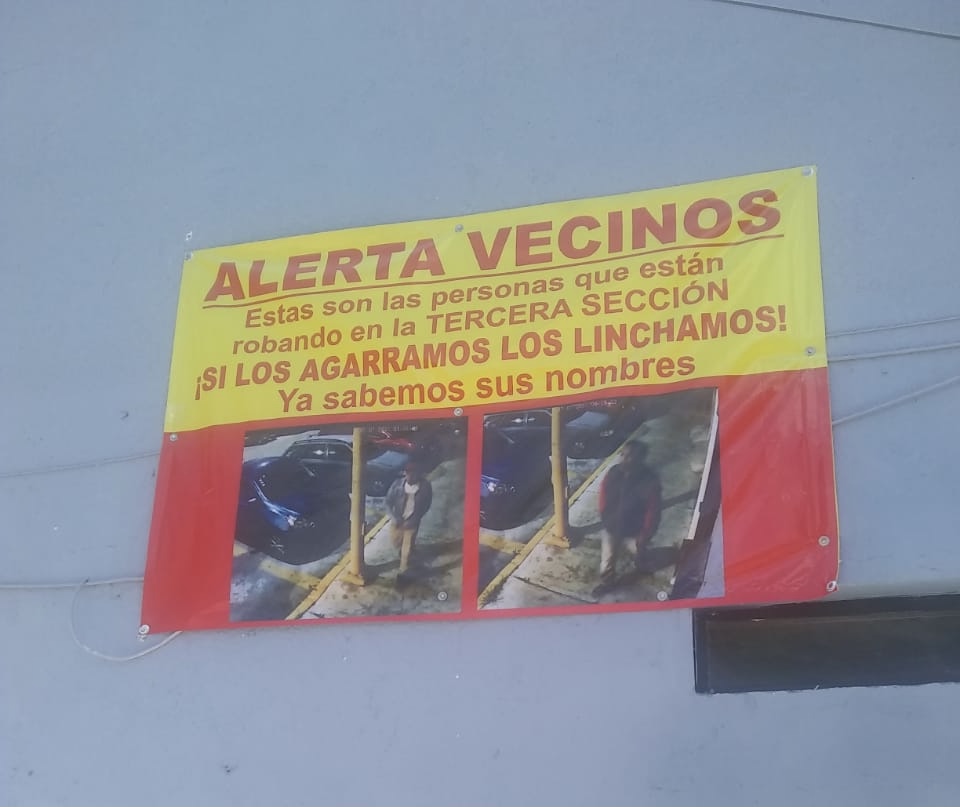 ALERTA VECINOS
Estas son las personas que están
robando en la TERCERA SECCIÓN
¡SI LOS AGARRAMOS LOS LINCHAMOS!
Ya sabemos sus nombres